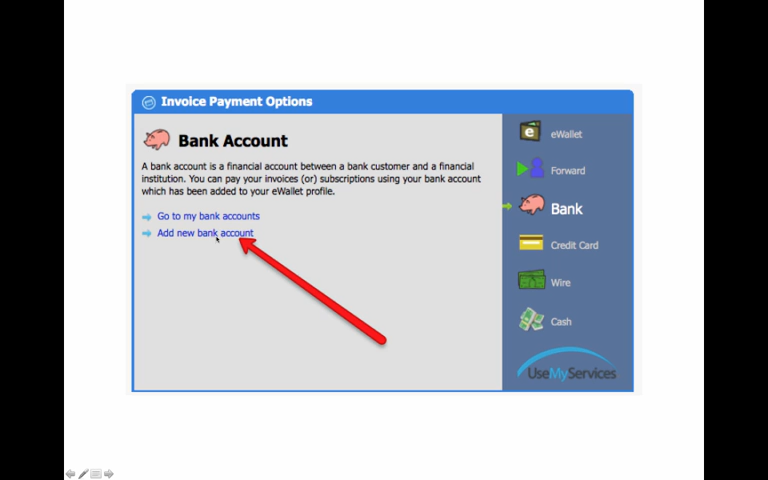 Invoice Payment Options
Bank Account
A bank account is a financial account between a bank customer and a financial
institution. You can pay your invoices (or) subscriptions using your bank account
which has been added to your eWallet profile.
Go to my bank accounts
Add new bank account
e
eWallet
Forward
Bank
Credit Card
Wire
Cash
UseMyServices